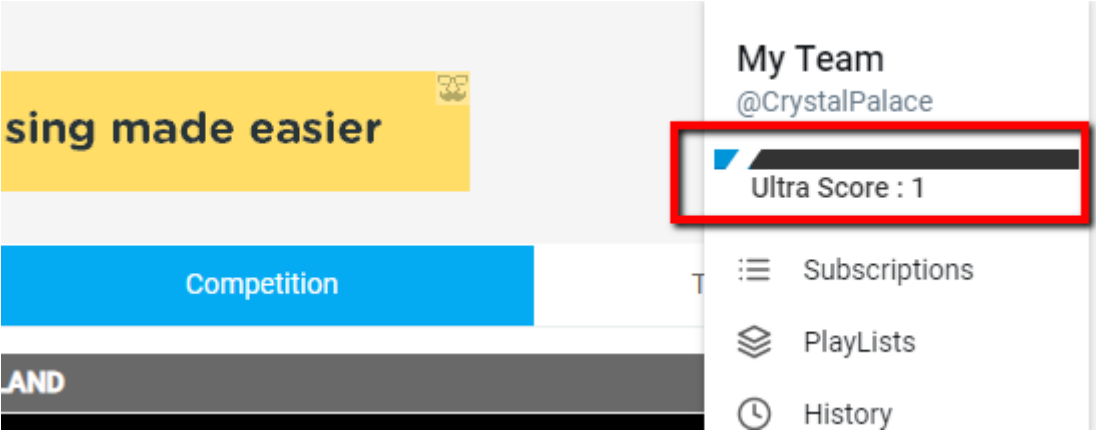 My Team
@CrystalPalace
sing made easier
Ultra Score : 1
Competition
T
Subscriptions
PlayLists
LAND
History